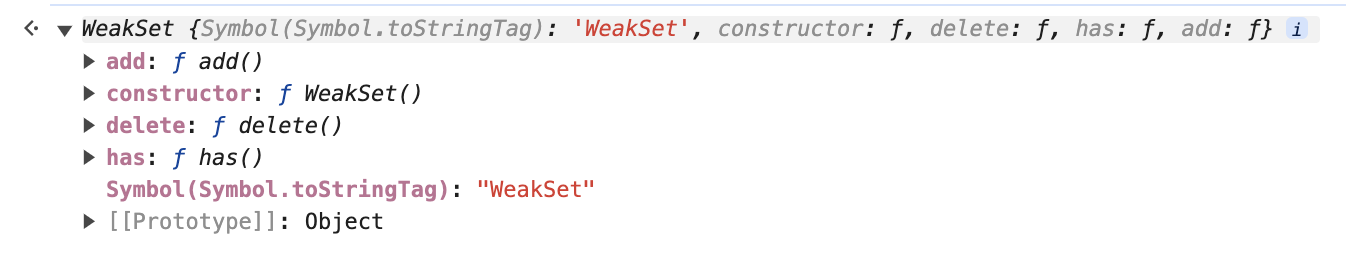 WeakSet {Symbol(Symbol.toStringTag): 'WeakSet', constructor: ƒ, delete: ƒ, has: ƒ, add: ƒ} i
add: ƒ add()
constructor: ƒ WeakSet()
delete: ƒ delete()
has: ƒ has()
Symbol(Symbol.toStringTag): "WeakSet"
[[Prototype]]: Object